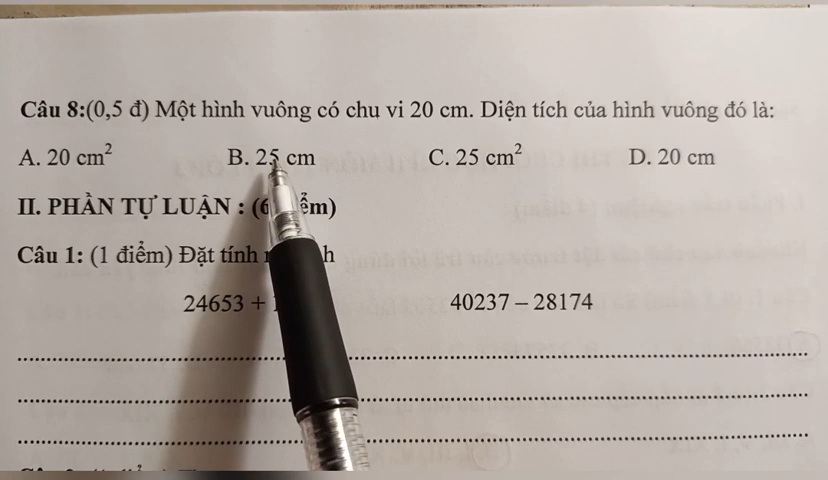 Câu 8:(0,5 đ) Một hình vuông có chu vi 20 cm. Diện tích của hình vuông đó là:
A. 20 cm² B. 25 cm C. 25 cm² D. 20 cm
II. PHẦN TỰ LUẬN : (6
Câu 1: (1 điểm) Đặt tính
24653 + 40237 – 28174